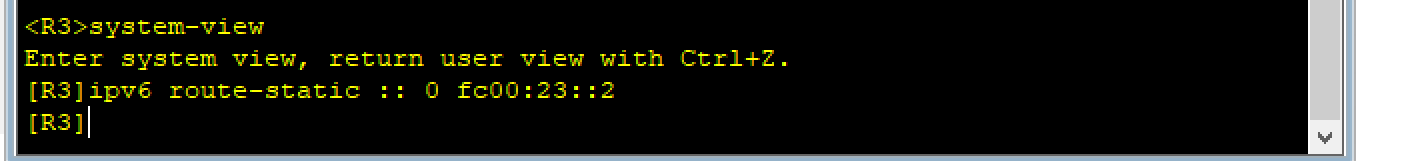 <R3>system-view
Enter system view, return user view with Ctrl+Z.
[R3]ipv6 route-static :: 0 fc00:23::2
[R3]